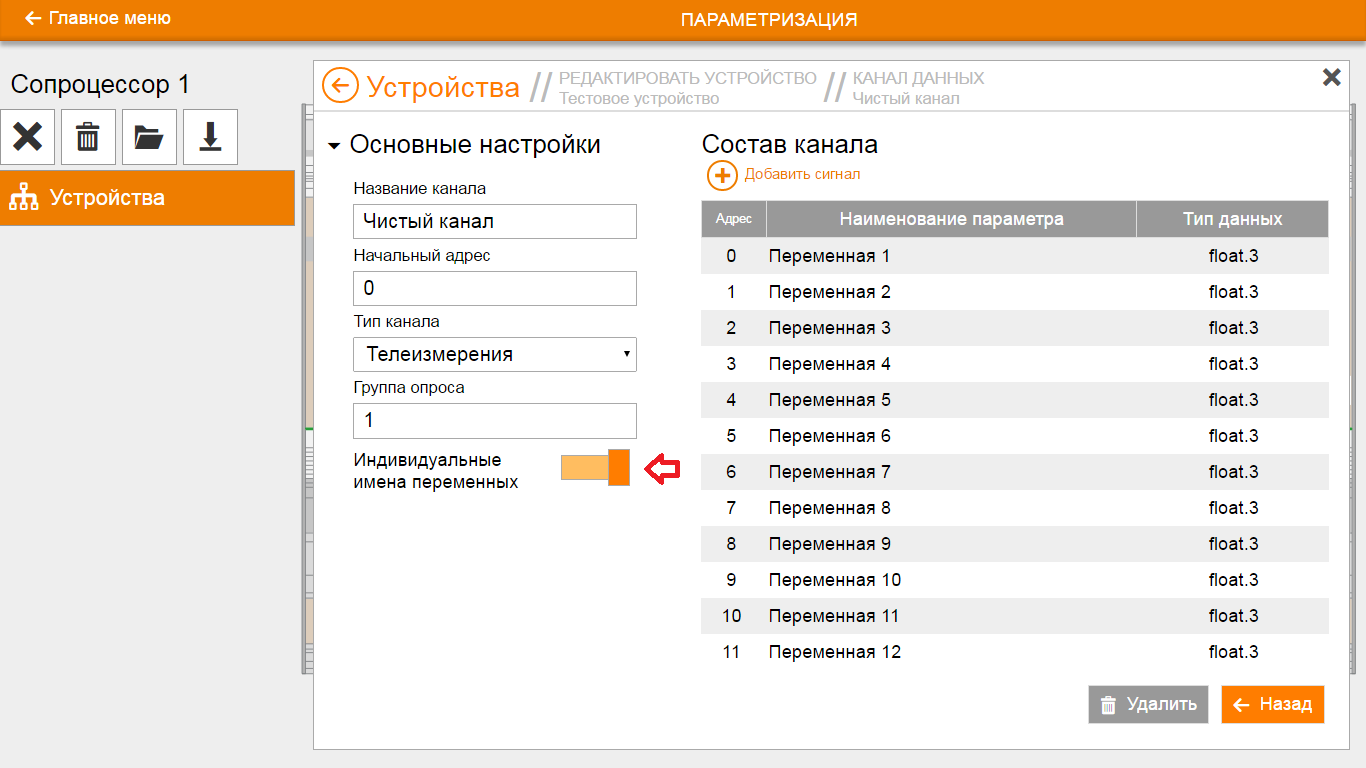 Главное меню
ПАРАМЕТРИЗАЦИЯ
Сопроцессор 1
Устройства
Устройства // РЕДАКТИРОВАТЬ УСТРОЙСТВО // КАНАЛ ДАННЫХ
Тестовое устройство Чистый канал
Основные настройки
Название канала
Чистый канал
Начальный адрес
0
Тип канала
Телеизмерения
Группа опроса
1
Индивидуальные
имена переменных
Состав канала
Добавить сигнал
Адрес Наименование параметра Тип данных
0 Переменная 1 float.3
1 Переменная 2 float.3
2 Переменная 3 float.3
3 Переменная 4 float.3
4 Переменная 5 float.3
5 Переменная 6 float.3
6 Переменная 7 float.3
7 Переменная 8 float.3
8 Переменная 9 float.3
9 Переменная 10 float.3
10 Переменная 11 float.3
11 Переменная 12 float.3
Удалить Назад